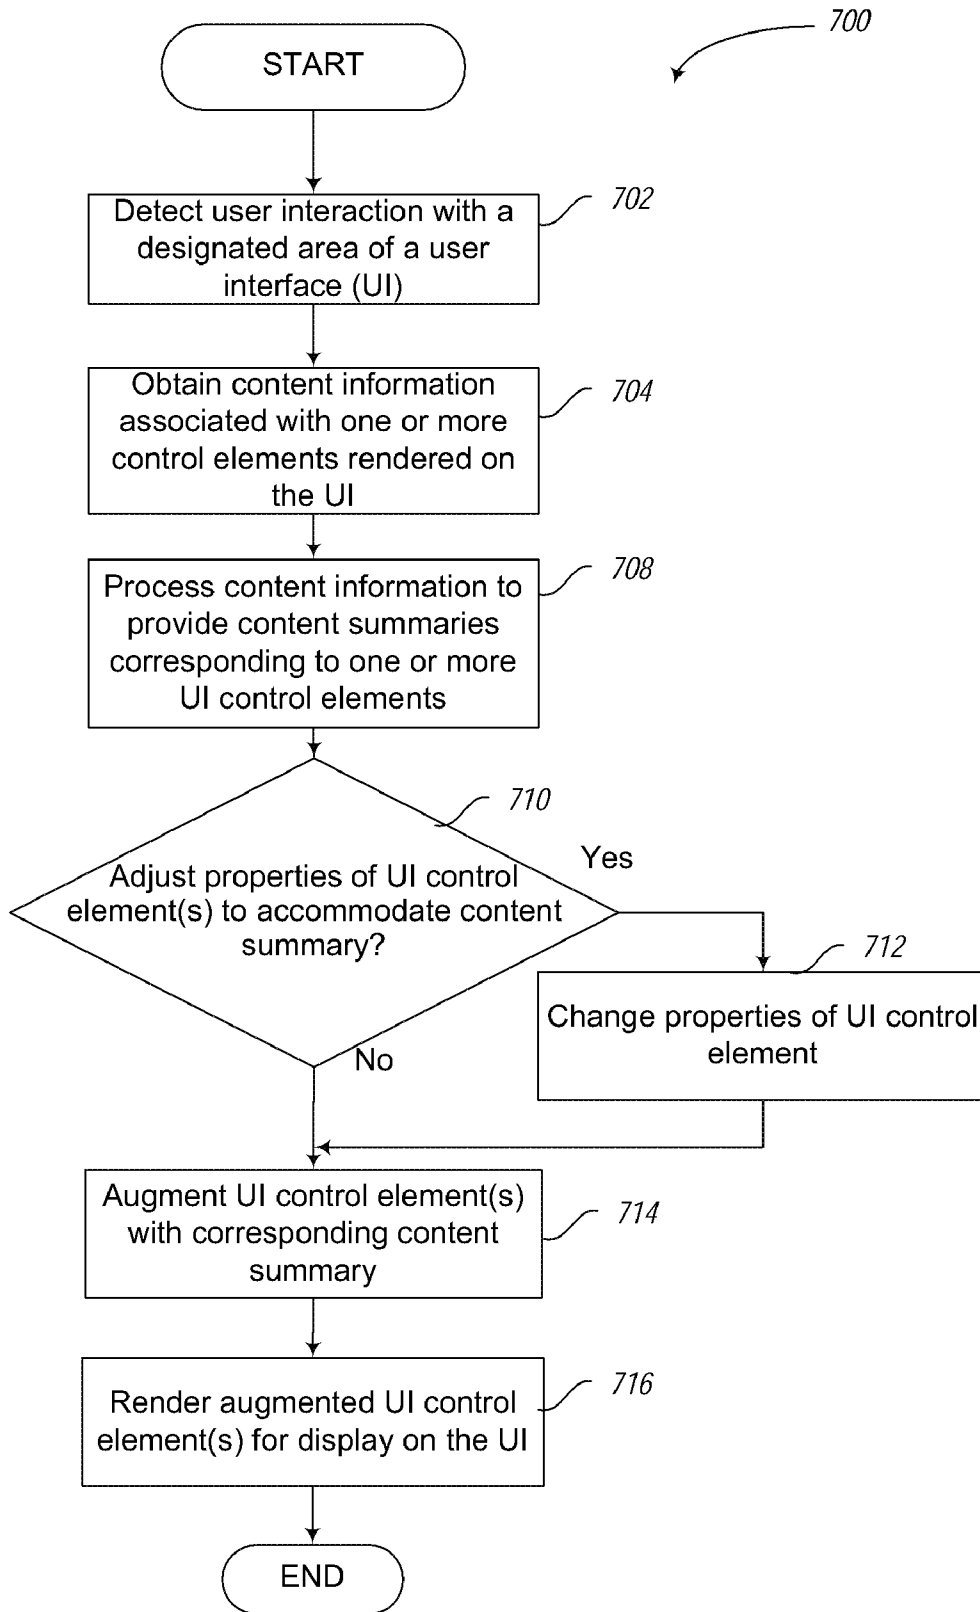 700
START
702
Detect user interaction with a
designated area of a user
interface (UI)
704
Obtain content information
associated with one or more
control elements rendered on
the UI
708
Process content information to
provide content summaries
corresponding to one or more
UI control elements
710
Yes
Adjust properties of UI control
element(s) to accommodate content
summary?
712
Change properties of UI control
element
No
Augment UI control element(s)
with corresponding content
summary
714
716
Render augmented UI control
element(s) for display on the UI
END